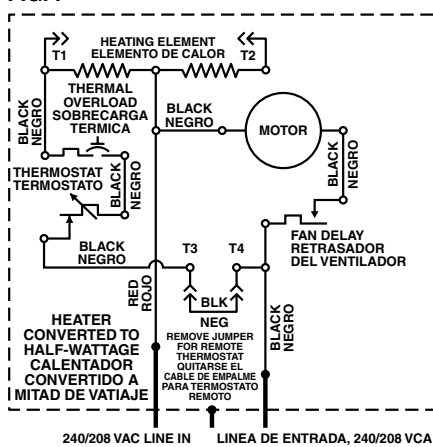 HEATING ELEMENT
ELEMENTO DE CALOR
T1
T2
THERMAL
OVERLOAD
SOBRECARGA
TERMICA
BLACK
NEGRO
BLACK
NEGRO
MOTOR
BLACK
NEGRO
THERMOSTAT
TERMOSTATO
BLACK
NEGRO
FAN DELAY
RETRASADOR
DEL VENTILADOR
BLACK
NEGRO
T3
T4
RED
ROJO
BLK
NEG
BLACK
NEGRO
HEATER
CONVERTED TO
HALF-WATTAGE
CALENTADOR
CONVERTIDO A
MITAD DE VATIAJE
REMOVE JUMPER
FOR REMOTE
THERMOSTAT
QUITARSE EL
CABLE DE EMPALME
PARA TERMOSTATO
REMOTO
240/208 VAC LINE IN
LINEA DE ENTRADA, 240/208 VCA